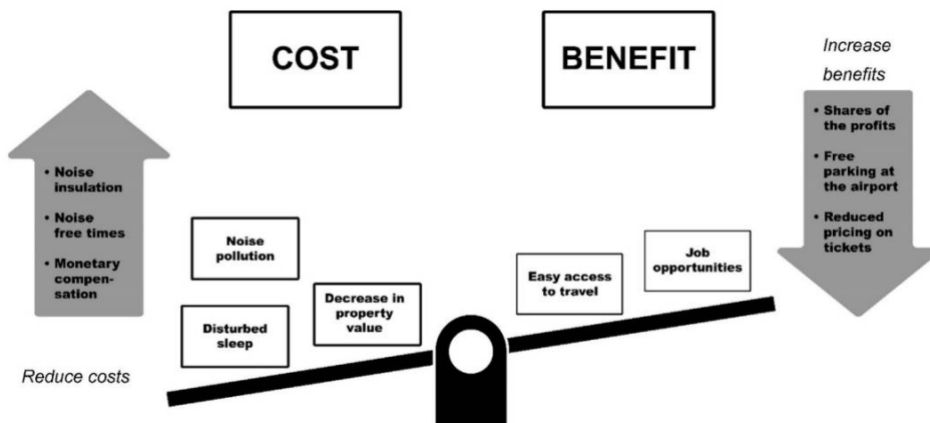 COST
BENEFIT
Increase
benefits
• Noise
insulation
• Noise
free times
• Monetary
compen-
sation
Reduce costs
Noise
pollution
Disturbed
sleep
Decrease in
property
value
Easy access
to travel
Job
opportunities
• Shares of
the profits
• Free
parking at
the airport
• Reduced
pricing on
tickets